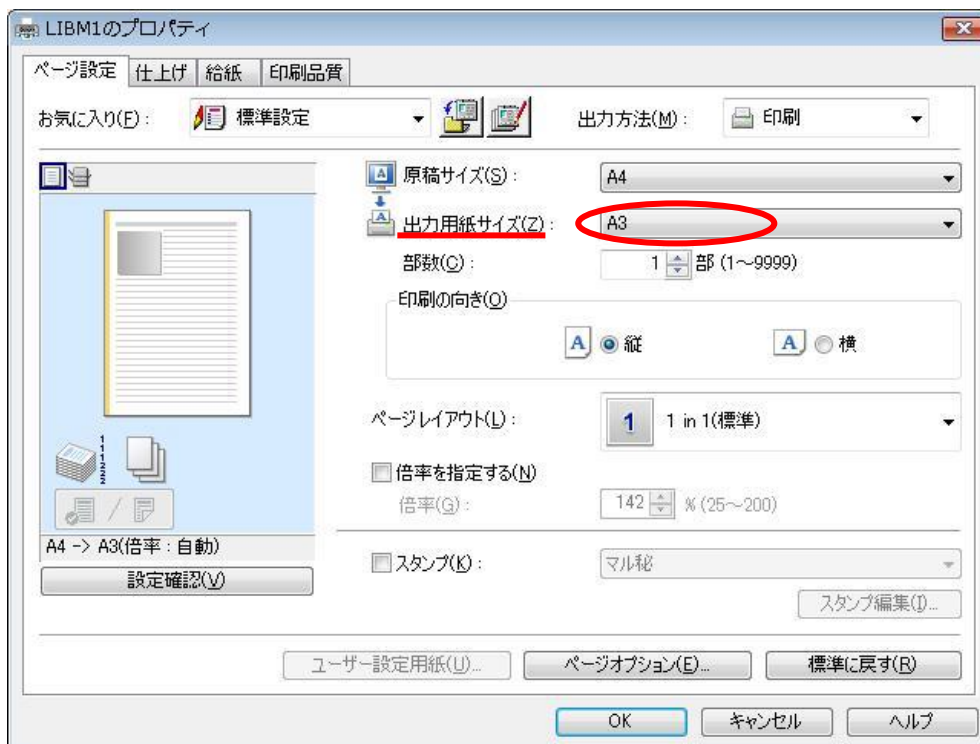 LIBM1のプロパティ
ページ設定 仕上げ 給紙 印刷品質
お気に入り(F): 標準設定 出力方法(M): 印刷
原稿サイズ(S): A4
出力用紙サイズ(Z): A3
部数(C): 1 部 (1～9999)
印刷の向き(O)
A 縦 A 横
ページレイアウト(L): 1 1 in 1(標準)
倍率を指定する(N)
倍率(G): 142 % (25～200)
A4 -> A3(倍率:自動)
設定確認(V)
スタンプ(K): マル秘
スタンプ編集(I)...
ユーザー設定用紙(U)... ページオプション(E)... 標準に戻す(R)
OK キャンセル ヘルプ